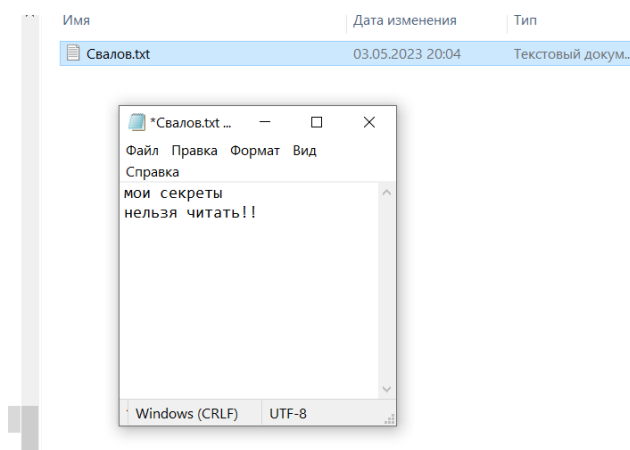 Имя Дата изменения Тип
Свалов.txt 03.05.2023 20:04 Текстовый докум...
*Свалов.txt ...
Файл Правка Формат Вид
Справка
мои секреты
нельзя читать!!
Windows (CRLF) UTF-8